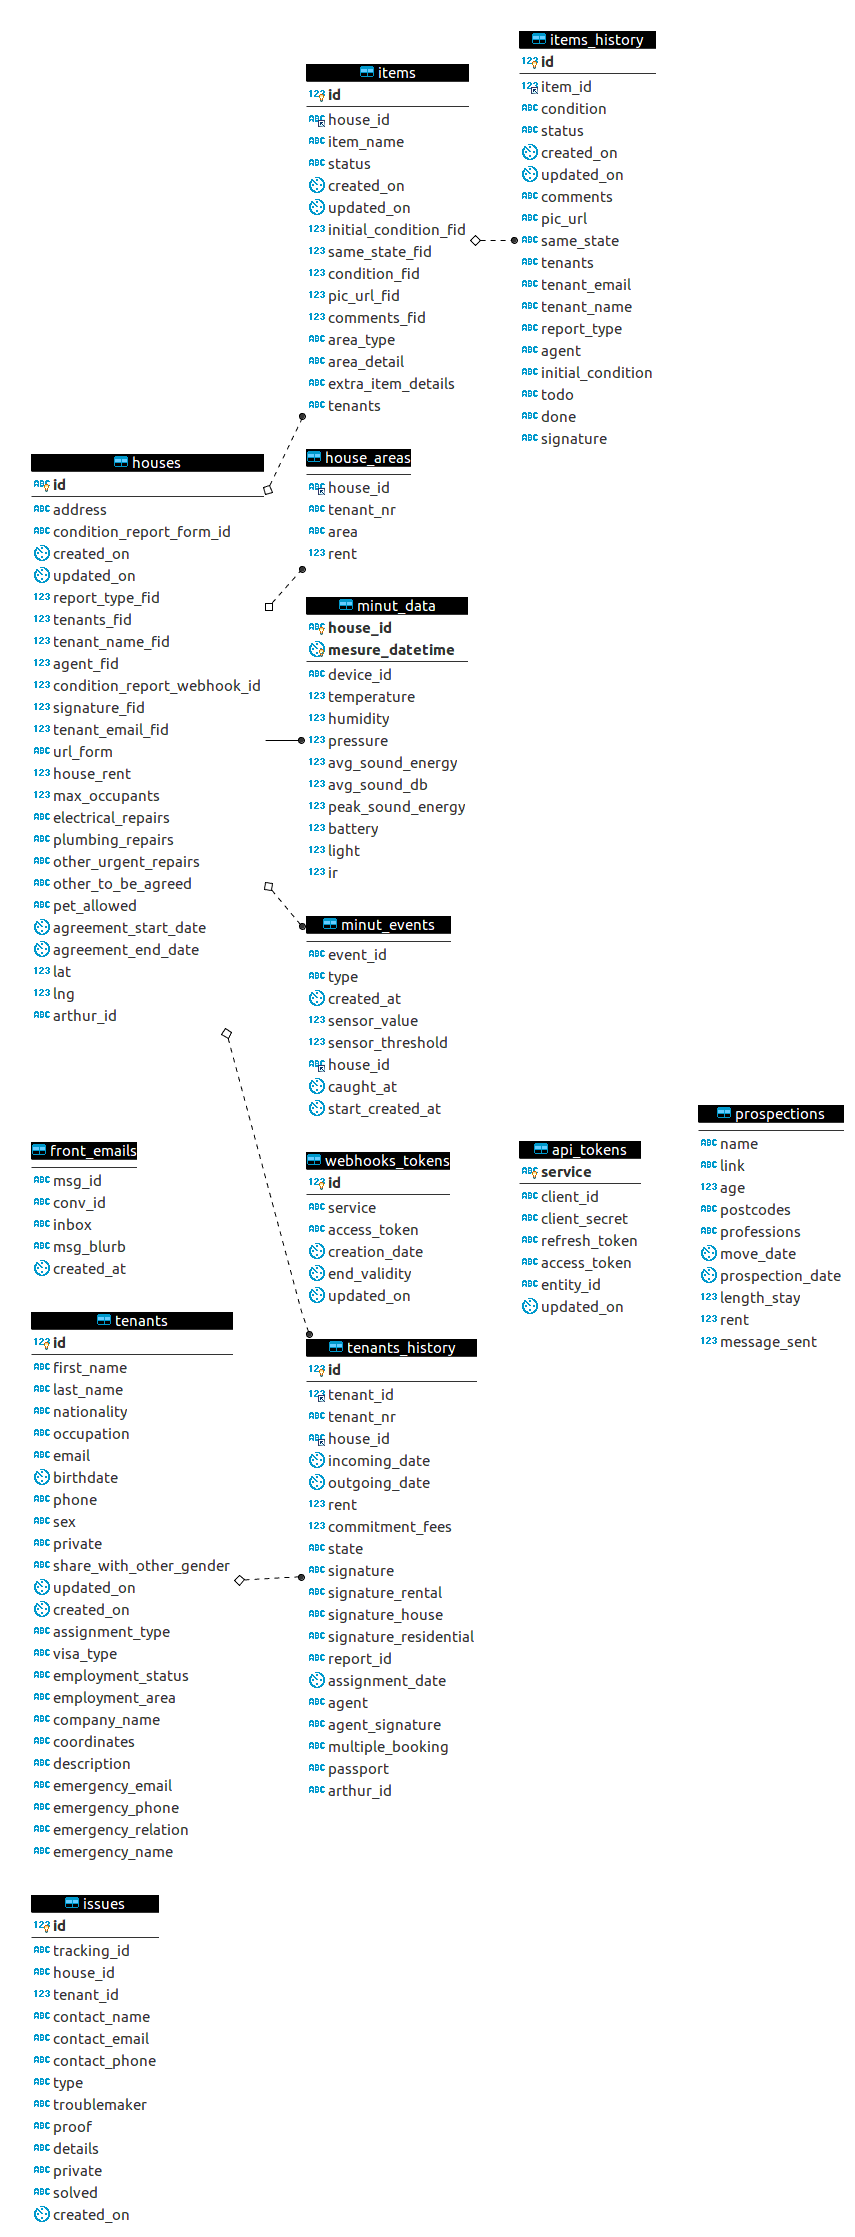 items_history
id
item_id
condition
status
created_on
updated_on
comments
pic_url
same_state
tenants
tenant_email
tenant_name
report_type
agent
initial_condition
todo
done
signature
items
id
house_id
item_name
status
created_on
updated_on
initial_condition_fid
same_state_fid
condition_fid
pic_url_fid
comments_fid
area_type
area_detail
extra_item_details
tenants
houses
id
address
condition_report_form_id
created_on
updated_on
report_type_fid
tenants_fid
tenant_name_fid
agent_fid
condition_report_webhook_id
signature_fid
tenant_email_fid
url_form
house_rent
max_occupants
electrical_repairs
plumbing_repairs
other_urgent_repairs
other_to_be_agreed
pet_allowed
agreement_start_date
agreement_end_date
lat
lng
arthur_id
house_areas
house_id
tenant_nr
area
rent
minut_data
house_id
mesure_datetime
device_id
temperature
humidity
pressure
avg_sound_energy
avg_sound_db
peak_sound_energy
battery
light
ir
minut_events
event_id
type
created_at
sensor_value
sensor_threshold
house_id
caught_at
start_created_at
front_emails
msg_id
conv_id
inbox
msg_blurb
created_at
webhooks_tokens
id
service
access_token
creation_date
end_validity
updated_on
api_tokens
service
client_id
client_secret
refresh_token
access_token
entity_id
updated_on
prospections
name
link
age
postcodes
professions
move_date
prospection_date
length_stay
rent
message_sent
tenants
id
first_name
last_name
nationality
occupation
email
birthdate
phone
sex
private
share_with_other_gender
updated_on
created_on
assignment_type
visa_type
employment_status
employment_area
company_name
coordinates
description
emergency_email
emergency_phone
emergency_relation
emergency_name
tenants_history
id
tenant_id
tenant_nr
house_id
incoming_date
outgoing_date
rent
commitment_fees
state
signature
signature_rental
signature_house
signature_residential
report_id
assignment_date
agent
agent_signature
multiple_booking
passport
arthur_id
issues
id
tracking_id
house_id
tenant_id
contact_name
contact_email
contact_phone
type
troublemaker
proof
details
private
solved
created_on